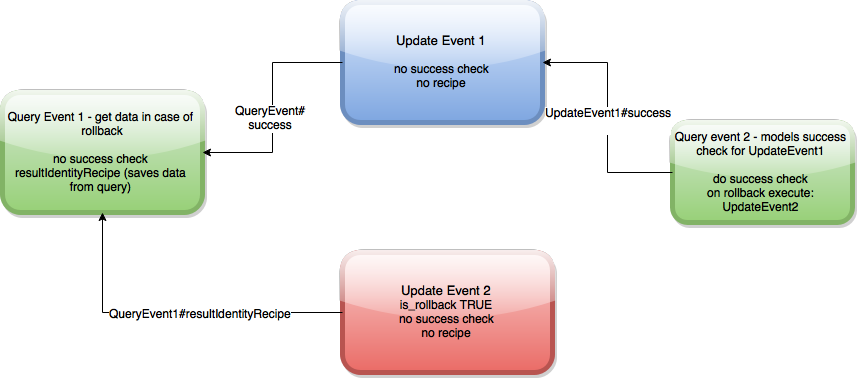 Update Event 1
no success check
no recipe
QueryEvent#
success
Query Event 1 - get data in case of
rollback
no success check
resultIdentityRecipe (saves data
from query)
UpdateEvent1#success
Query event 2 - models success
check for UpdateEvent1
do success check
on rollback execute:
UpdateEvent2
Update Event 2
is_rollback TRUE
no success check
no recipe
QueryEvent1#resultIdentityRecipe